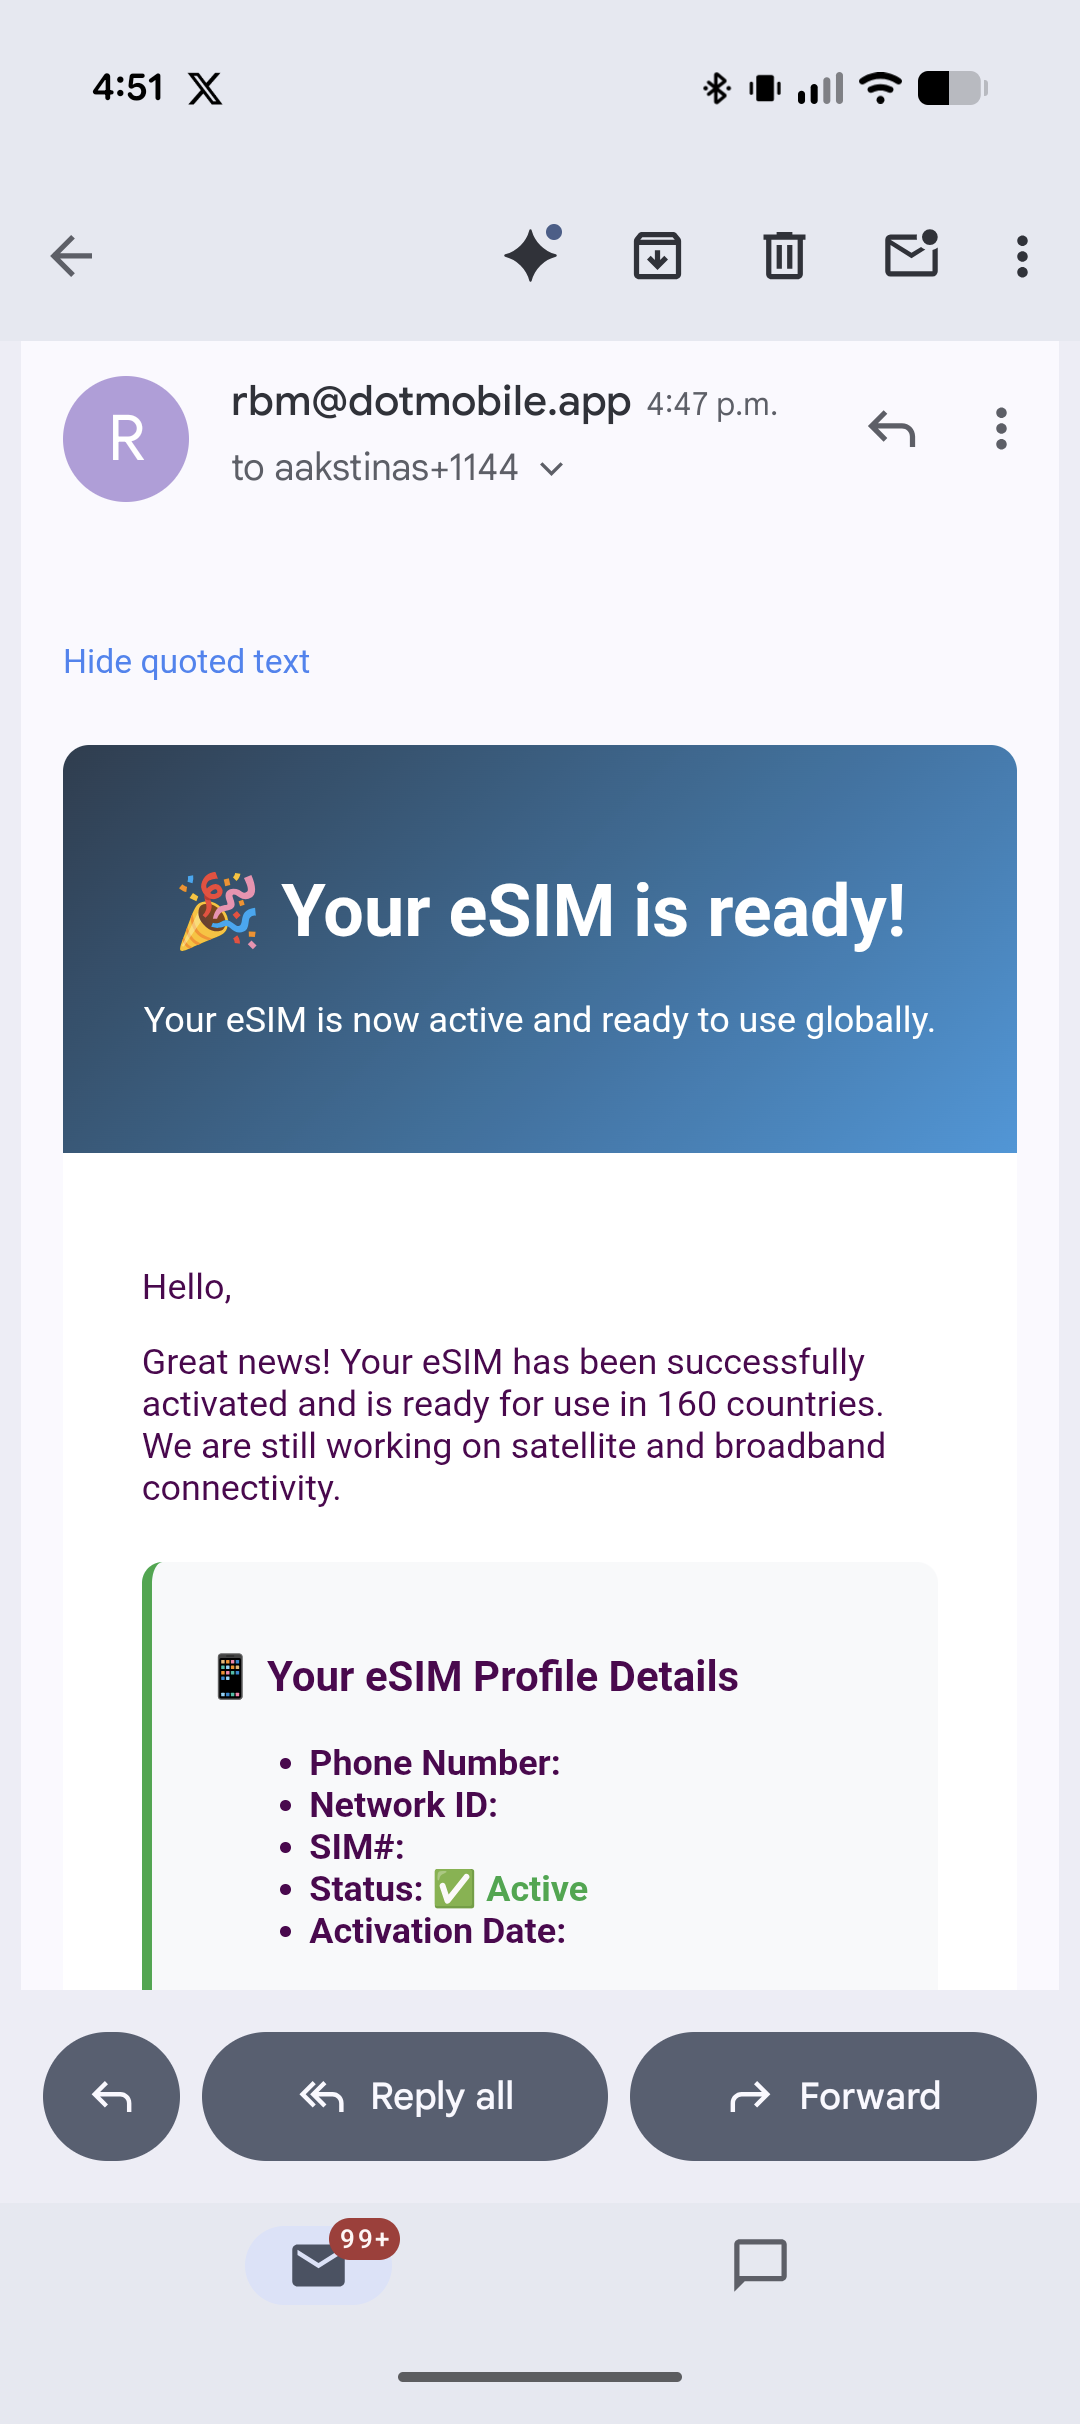 4:51
rbm@dotmobile.app 4:47 p.m.
R
to aakstinas+1144
Hide quoted text
🎉 Your eSIM is ready!
Your eSIM is now active and ready to use globally.
Hello,
Great news! Your eSIM has been successfully
activated and is ready for use in 160 countries.
We are still working on satellite and broadband
connectivity.
📱 Your eSIM Profile Details
• Phone Number:
• Network ID:
• SIM#:
• Status: ✅ Active
• Activation Date:
Reply all
Forward
99+